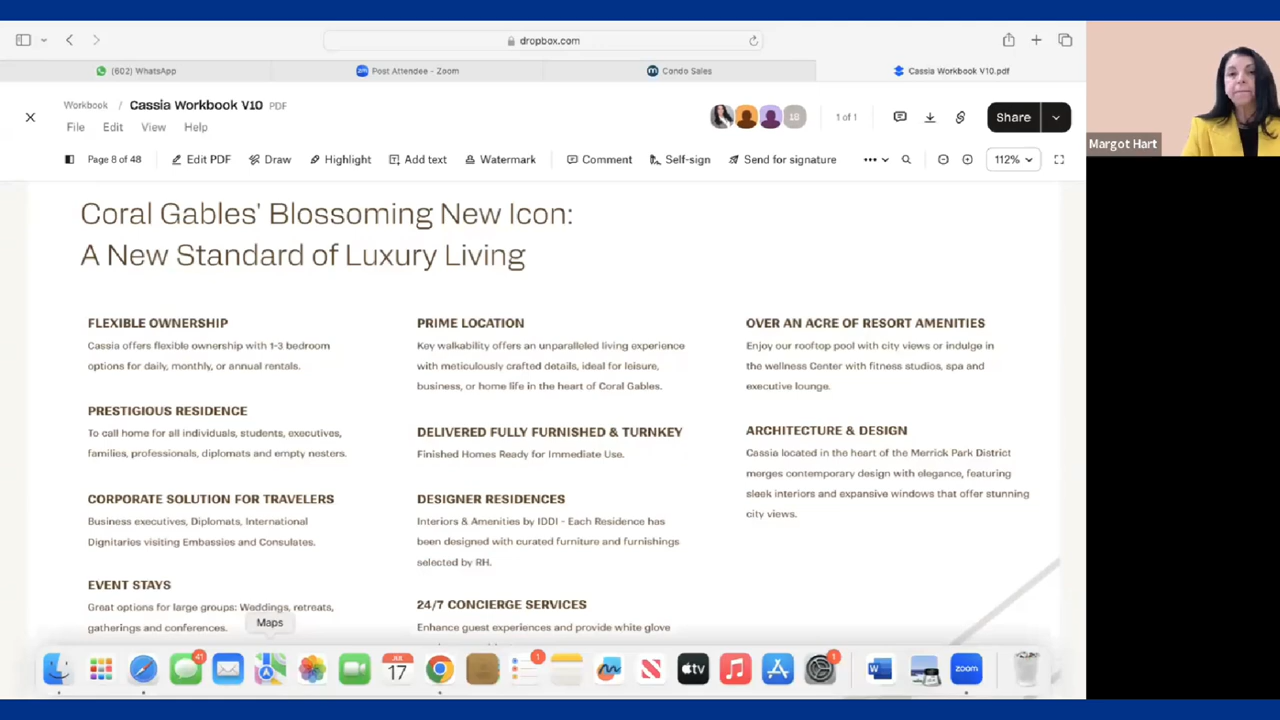 dropbox.com
(602) WhatsApp
Post Attendee - Zoom
Condo Sales
Cassia Workbook V10.pdf
Workbook / Cassia Workbook V10 PDF
18
1 of 1
Share
File Edit View Help
Page 8 of 48
Edit PDF
Draw
Highlight
Add text
Watermark
Comment
Self-sign
Send for signature
112%
Margot Hart
Coral Gables' Blossoming New Icon:
A New Standard of Luxury Living
FLEXIBLE OWNERSHIP
Cassia offers flexible ownership with 1-3 bedroom
options for daily, monthly, or annual rentals.
PRESTIGIOUS RESIDENCE
To call home for all individuals, students, executives,
families, professionals, diplomats and empty nesters.
CORPORATE SOLUTION FOR TRAVELERS
Business executives, Diplomats, International
Dignitaries visiting Embassies and Consulates.
EVENT STAYS
Great options for large groups: Weddings, retreats,
gatherings and conferences.
PRIME LOCATION
Key walkability offers an unparalleled living experience
with meticulously crafted details, ideal for leisure,
business, or home life in the heart of Coral Gables.
DELIVERED FULLY FURNISHED & TURNKEY
Finished Homes Ready for Immediate Use.
DESIGNER RESIDENCES
Interiors & Amenities by IDDI - Each Residence has
been designed with curated furniture and furnishings
selected by RH.
24/7 CONCIERGE SERVICES
Enhance guest experiences and provide white glove
OVER AN ACRE OF RESORT AMENITIES
Enjoy our rooftop pool with city views or indulge in
the wellness Center with fitness studios, spa and
executive lounge.
ARCHITECTURE & DESIGN
Cassia located in the heart of the Merrick Park District
merges contemporary design with elegance, featuring
sleek interiors and expansive windows that offer stunning
city views.
Maps
41
17
1
tv
1
W
zoom